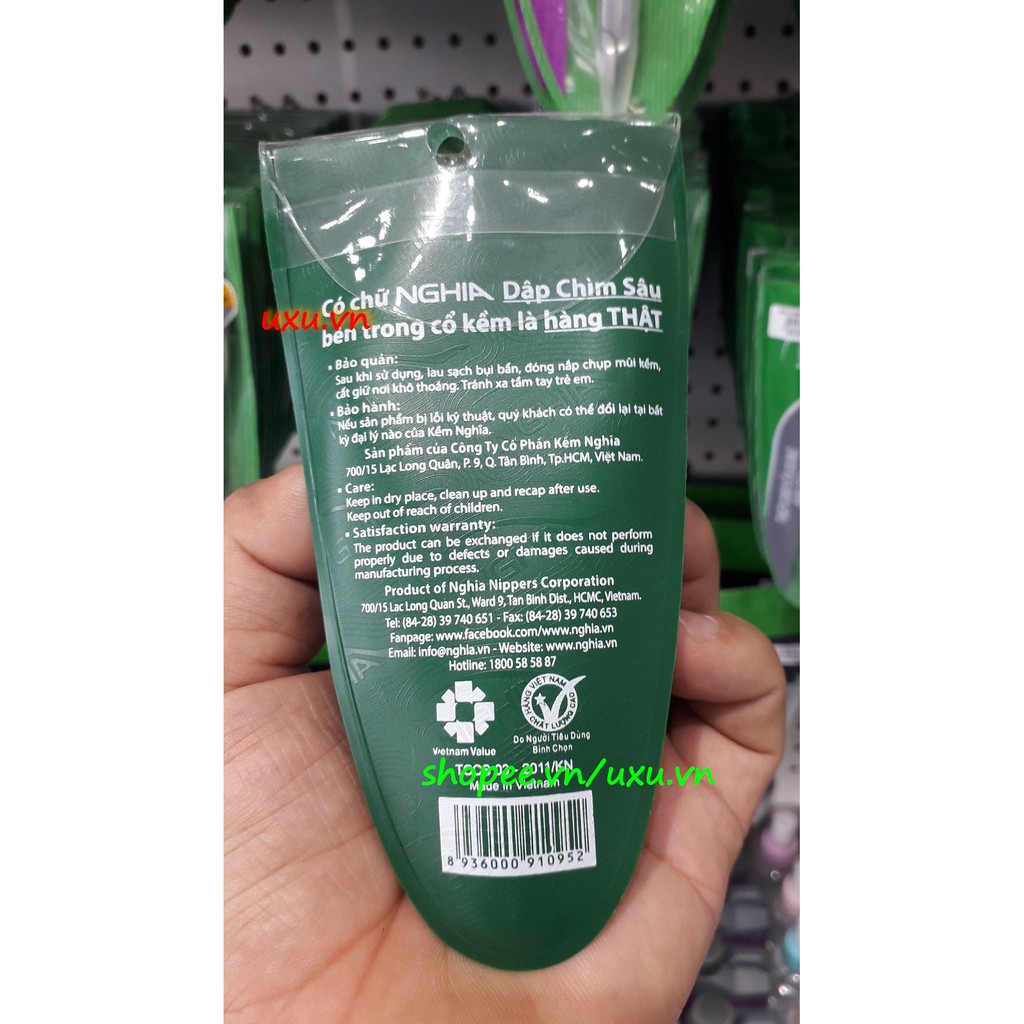 Có chữ NGHIA Dập Chìm Sâu
bên trong cổ kềm là hàng THẬT
uxu.vn
• Bảo quản:
Sau khi sử dụng, lau sạch bụi bẩn, đóng nắp chụp mũi kềm,
cất giữ nơi khô thoáng. Tránh xa tầm tay trẻ em.
• Bảo hành:
Nếu sản phẩm bị lỗi kỹ thuật, quý khách có thể đổi lại tại bất
kỳ đại lý nào của Kềm Nghĩa.
Sản phẩm của Công Ty Cổ Phần Kềm Nghĩa
700/15 Lạc Long Quân, P. 9, Q. Tân Bình, Tp.HCM, Việt Nam.
• Care:
Keep in dry place, clean up and recap after use.
Keep out of reach of children.
• Satisfaction warranty:
The product can be exchanged if it does not perform
properly due to defects or damages caused during
manufacturing process.
Product of Nghia Nippers Corporation
700/15 Lac Long Quan St., Ward 9, Tan Binh Dist., HCMC, Vietnam.
Tel: (84-28) 39 740 651 - Fax: (84-28) 39 740 653
Fanpage: www.facebook.com/www.nghia.vn
Email: info@nghia.vn - Website: www.nghia.vn
Hotline: 1800 58 58 87
HÀNG VIỆT NAM
CHẤT LƯỢNG CAO
Vietnam Value
Do Người Tiêu Dùng
Bình Chọn
2011/KN
shopee.vn/uxu.vn
Made in Vietnam
8 936000 910952